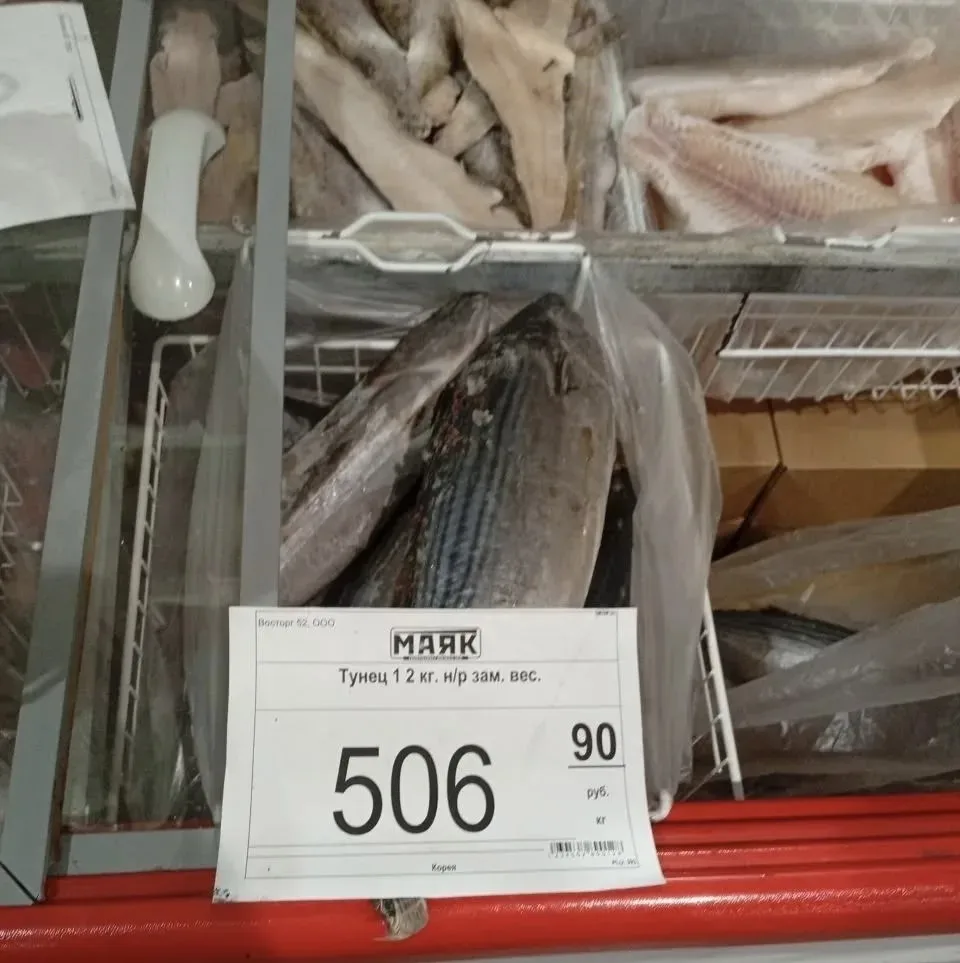 Восторг 52, ООО
МАЯК
Тунец 1 2 кг. н/р зам. вес.
506
90
руб.
кг
Корея